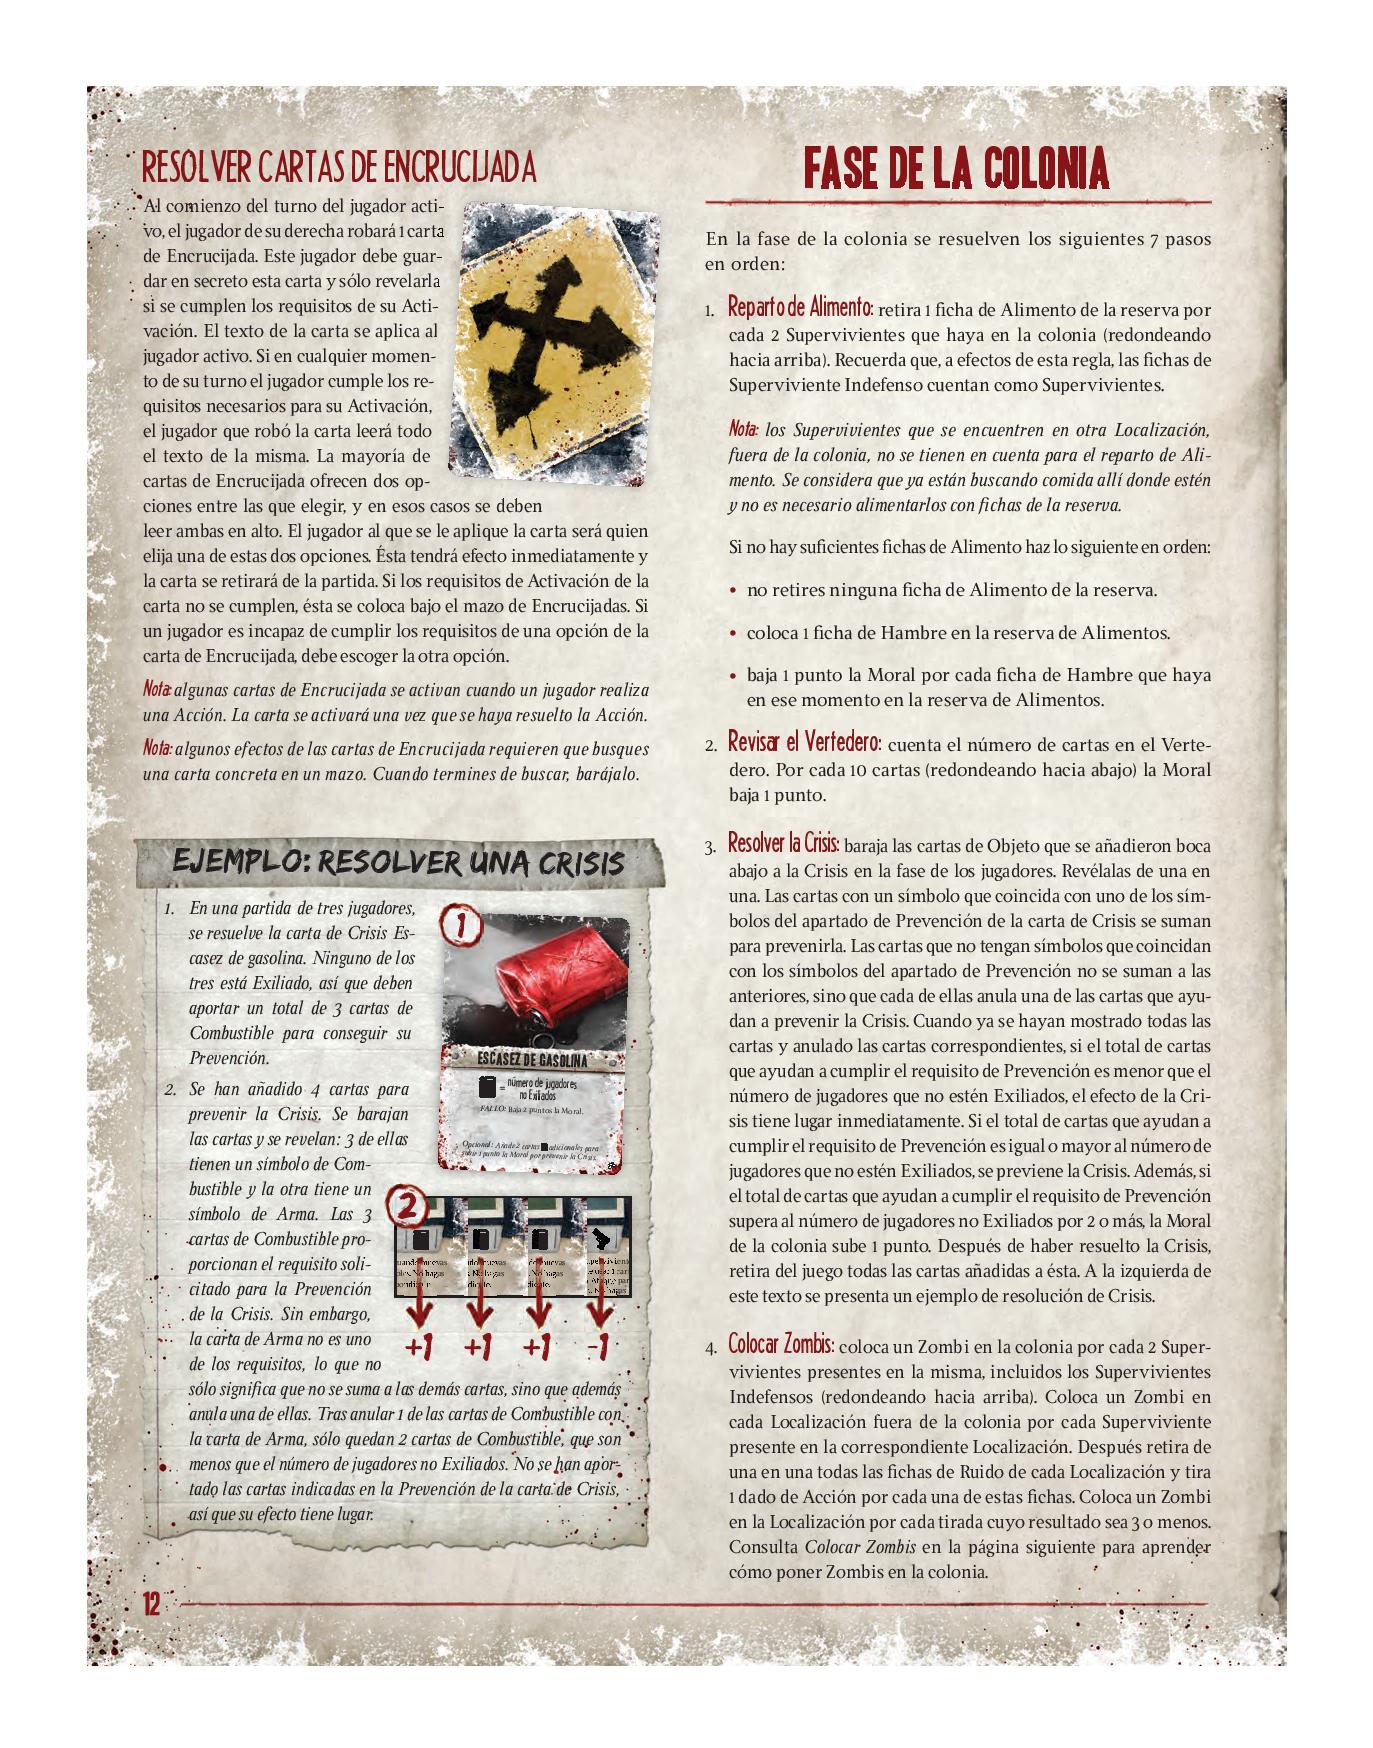 RESOLVER CARTAS DE ENCRUCIJADA
Al comienzo del turno del jugador acti-
vo, el jugador de su derecha robará 1 carta
de Encrucijada. Este jugador debe guar-
dar en secreto esta carta y sólo revelarla
si se cumplen los requisitos de su Acti-
vación. El texto de la carta se aplica al
jugador activo. Si en cualquier momen-
to de su turno el jugador cumple los re-
quisitos necesarios para su Activación,
el jugador que robó la carta leerá todo
el texto de la misma. La mayoría de
cartas de Encrucijada ofrecen dos op-
ciones entre las que elegir, y en esos casos se deben
leer ambas en alto. El jugador al que se le aplique la carta será quien
elija una de estas dos opciones. Ésta tendrá efecto inmediatamente y
la carta se retirará de la partida. Si los requisitos de Activación de la
carta no se cumplen, ésta se coloca bajo el mazo de Encrucijadas. Si
un jugador es incapaz de cumplir los requisitos de una opción de la
carta de Encrucijada, debe escoger la otra opción.
Nota: algunas cartas de Encrucijada se activan cuando un jugador realiza
una Acción. La carta se activará una vez que se haya resuelto la Acción.
Nota: algunos efectos de las cartas de Encrucijada requieren que busques
una carta concreta en un mazo. Cuando termines de buscar, barájalo.
EJEMPLO: RESOLVER UNA CRISIS
1. En una partida de tres jugadores,
se resuelve la carta de Crisis Es-
casez de gasolina. Ninguno de los
tres está Exiliado, así que deben
aportar un total de 3 cartas de
Combustible para conseguir su
Prevención.
2. Se han añadido 4 cartas para
prevenir la Crisis. Se barajan
las cartas y se revelan: 3 de ellas
tienen un símbolo de Com-
bustible y la otra tiene un
símbolo de Arma. Las 3
cartas de Combustible pro-
porcionan el requisito soli-
citado para la Prevención
de la Crisis. Sin embargo,
la carta de Arma no es uno
de los requisitos, lo que no
sólo significa que no se suma a las demás cartas, sino que además
anula una de ellas. Tras anular 1 de las cartas de Combustible con
la carta de Arma, sólo quedan 2 cartas de Combustible, que son
menos que el número de jugadores no Exiliados. No se han apor-
tado las cartas indicadas en la Prevención de la carta de Crisis,
así que su efecto tiene lugar.
1
ESCASEZ DE GASOLINA
= número de jugadores
no Exiliados
FALLO: Baja 2 puntos la Moral.
Opcional: Añade 2 cartas adicionales para
subir 1 punto la Moral por prevenir la Crisis.
2
+1 +1 +1 -1
12
FASE DE LA COLONIA
En la fase de la colonia se resuelven los siguientes 7 pasos
en orden:
1. Reparto de Alimento: retira 1 ficha de Alimento de la reserva por
cada 2 Supervivientes que haya en la colonia (redondeando
hacia arriba). Recuerda que, a efectos de esta regla, las fichas de
Superviviente Indefenso cuentan como Supervivientes.
Nota: los Supervivientes que se encuentren en otra Localización,
fuera de la colonia, no se tienen en cuenta para el reparto de Ali-
mento. Se considera que ya están buscando comida allí donde estén
y no es necesario alimentarlos con fichas de la reserva.
Si no hay suficientes fichas de Alimento haz lo siguiente en orden:
• no retires ninguna ficha de Alimento de la reserva.
• coloca 1 ficha de Hambre en la reserva de Alimentos.
• baja 1 punto la Moral por cada ficha de Hambre que haya
en ese momento en la reserva de Alimentos.
2. Revisar el Vertedero: cuenta el número de cartas en el Verte-
dero. Por cada 10 cartas (redondeando hacia abajo) la Moral
baja 1 punto.
3. Resolver la Crisis: baraja las cartas de Objeto que se añadieron boca
abajo a la Crisis en la fase de los jugadores. Revélalas de una en
una. Las cartas con un símbolo que coincida con uno de los sím-
bolos del apartado de Prevención de la carta de Crisis se suman
para prevenirla. Las cartas que no tengan símbolos que coincidan
con los símbolos del apartado de Prevención no se suman a las
anteriores, sino que cada de ellas anula una de las cartas que ayu-
dan a prevenir la Crisis. Cuando ya se hayan mostrado todas las
cartas y anulado las cartas correspondientes, si el total de cartas
que ayudan a cumplir el requisito de Prevención es menor que el
número de jugadores que no estén Exiliados, el efecto de la Cri-
sis tiene lugar inmediatamente. Si el total de cartas que ayudan a
cumplir el requisito de Prevención es igual o mayor al número de
jugadores que no estén Exiliados, se previene la Crisis. Además, si
el total de cartas que ayudan a cumplir el requisito de Prevención
supera al número de jugadores no Exiliados por 2 o más, la Moral
de la colonia sube 1 punto. Después de haber resuelto la Crisis,
retira del juego todas las cartas añadidas a ésta. A la izquierda de
este texto se presenta un ejemplo de resolución de Crisis.
4. Colocar Zombis: coloca un Zombi en la colonia por cada 2 Super-
vivientes presentes en la misma, incluidos los Supervivientes
Indefensos (redondeando hacia arriba). Coloca un Zombi en
cada Localización fuera de la colonia por cada Superviviente
presente en la correspondiente Localización. Después retira de
una en una todas las fichas de Ruido de cada Localización y tira
1 dado de Acción por cada una de estas fichas. Coloca un Zombi
en la Localización por cada tirada cuyo resultado sea 3 o menos.
Consulta Colocar Zombis en la página siguiente para aprender
cómo poner Zombis en la colonia.